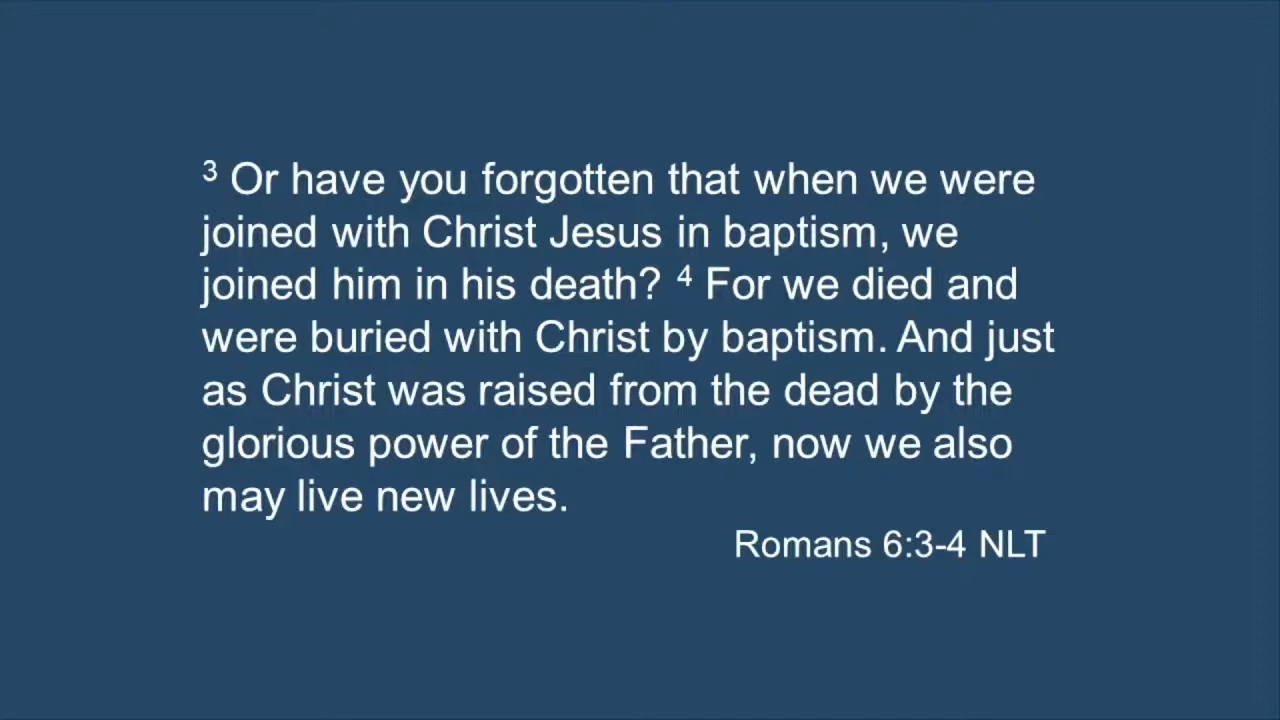 ³ Or have you forgotten that when we were
joined with Christ Jesus in baptism, we
joined him in his death? ⁴ For we died and
were buried with Christ by baptism. And just
as Christ was raised from the dead by the
glorious power of the Father, now we also
may live new lives.
Romans 6:3-4 NLT